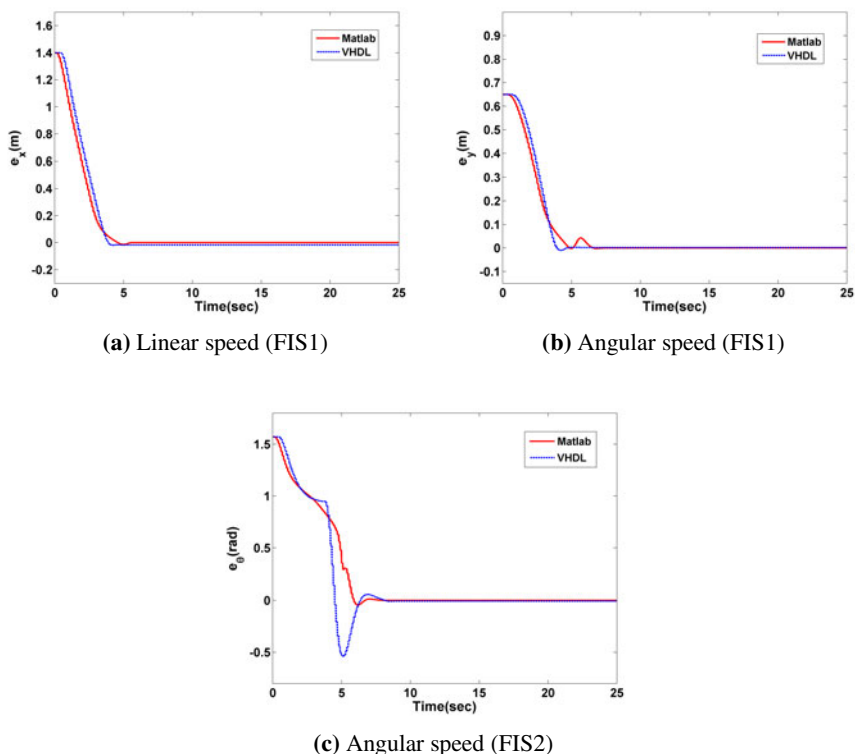 1.6
1.4
1.2
1
0.8
0.6
0.4
0.2
0
-0.2
e_x(m)
0 5 10 15 20 25
Time(sec)
Matlab
VHDL
(a) Linear speed (FIS1)
0.9
0.8
0.7
0.6
0.5
0.4
0.3
0.2
0.1
0
-0.1
e_y(m)
0 5 10 15 20 25
Time(sec)
Matlab
VHDL
(b) Angular speed (FIS1)
1.5
1
0.5
0
-0.5
e_θ(rad)
0 5 10 15 20 25
Time(sec)
Matlab
VHDL
(c) Angular speed (FIS2)